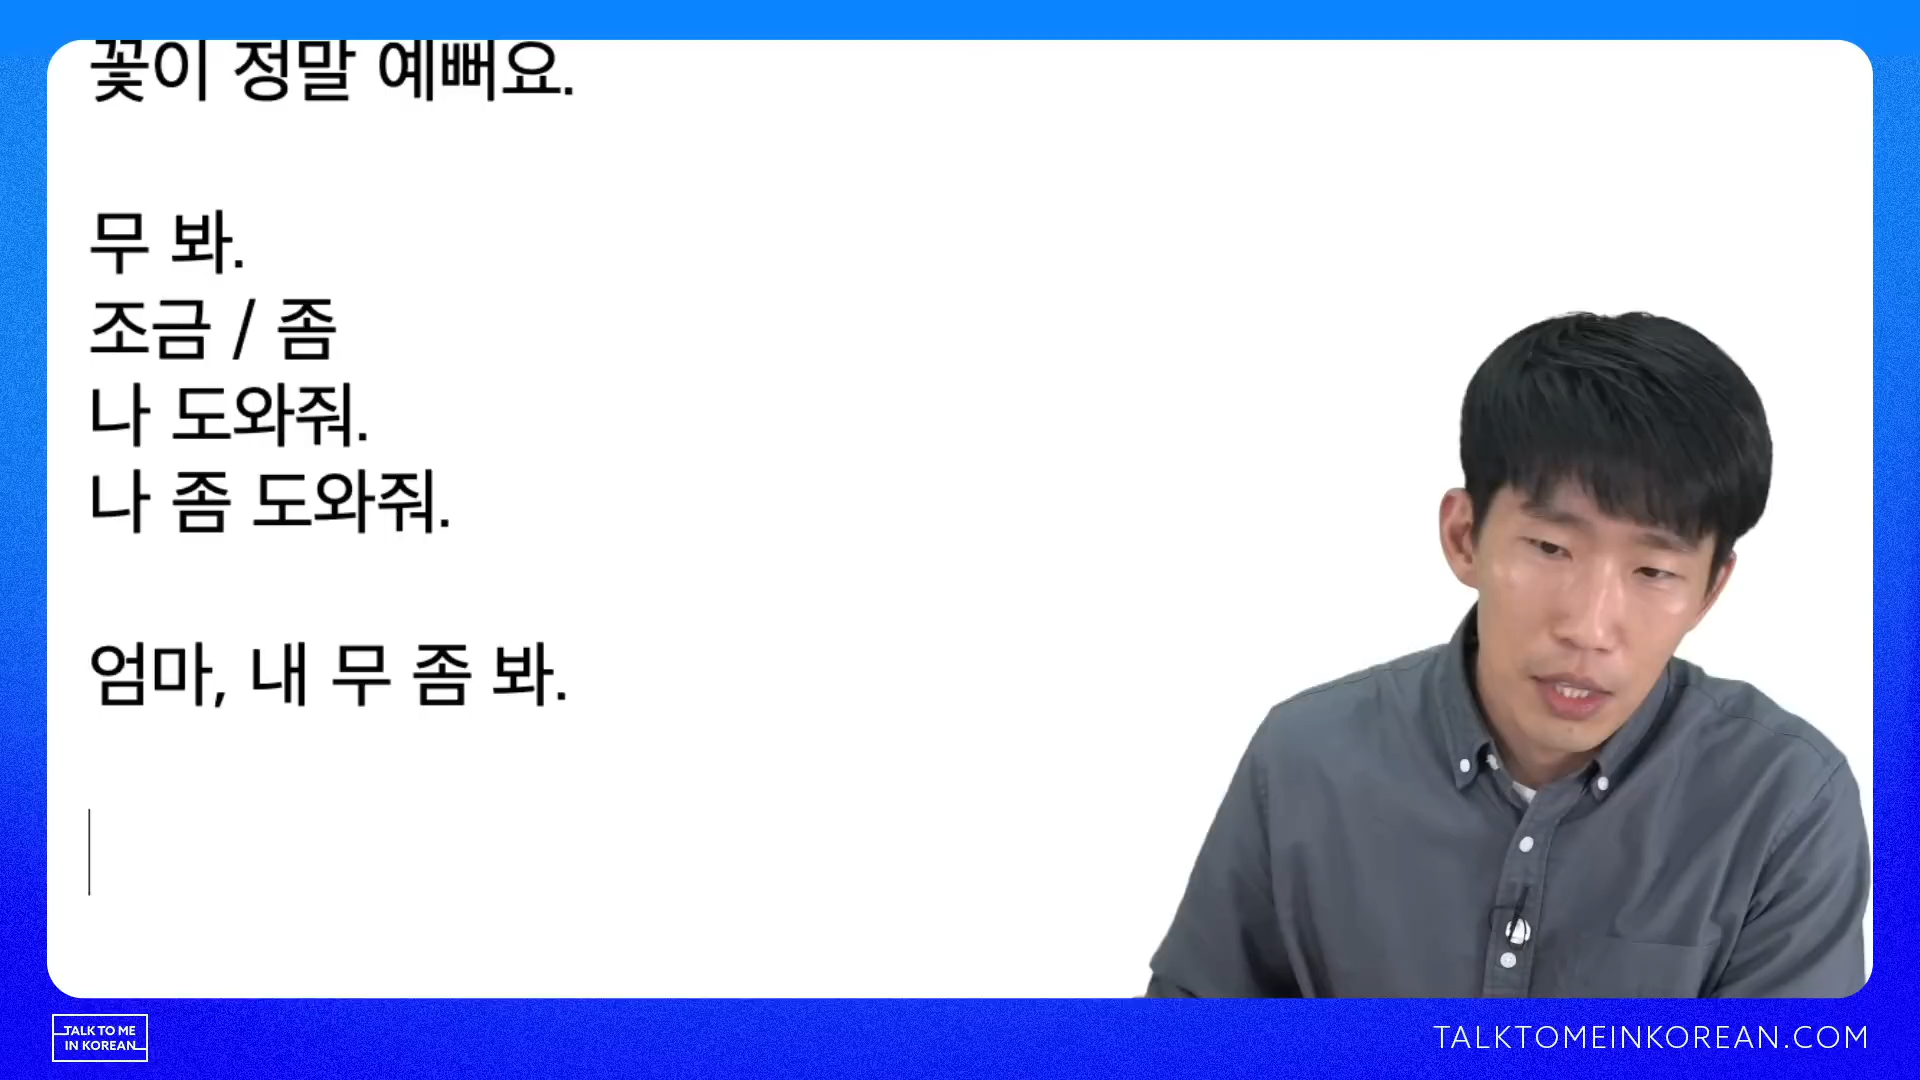 꽃이 정말 예뻐요.
무 봐.
조금 / 좀
나 도와줘.
나 좀 도와줘.
엄마, 내 무 좀 봐.
TALK TO ME
IN KOREAN
TALKTOMEINKOREAN.COM